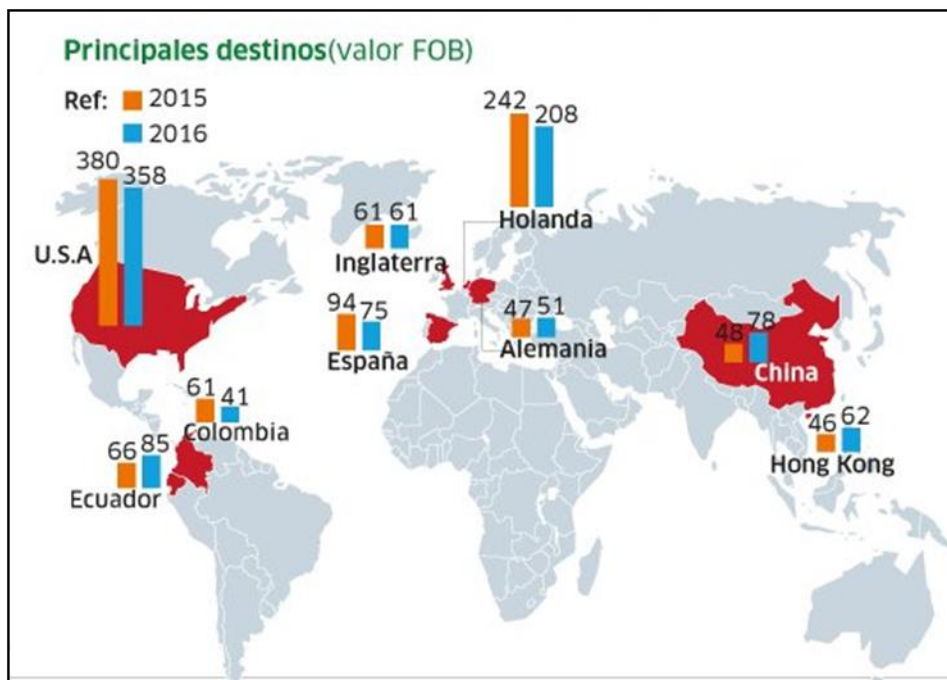 Principales destinos(valor FOB)
Ref: 2015
2016
380 358
U.S.A
242 208
Holanda
61 61
Inglaterra
94 75
España
47 51
Alemania
48 78
China
61 41
Colombia
66 85
Ecuador
46 62
Hong Kong